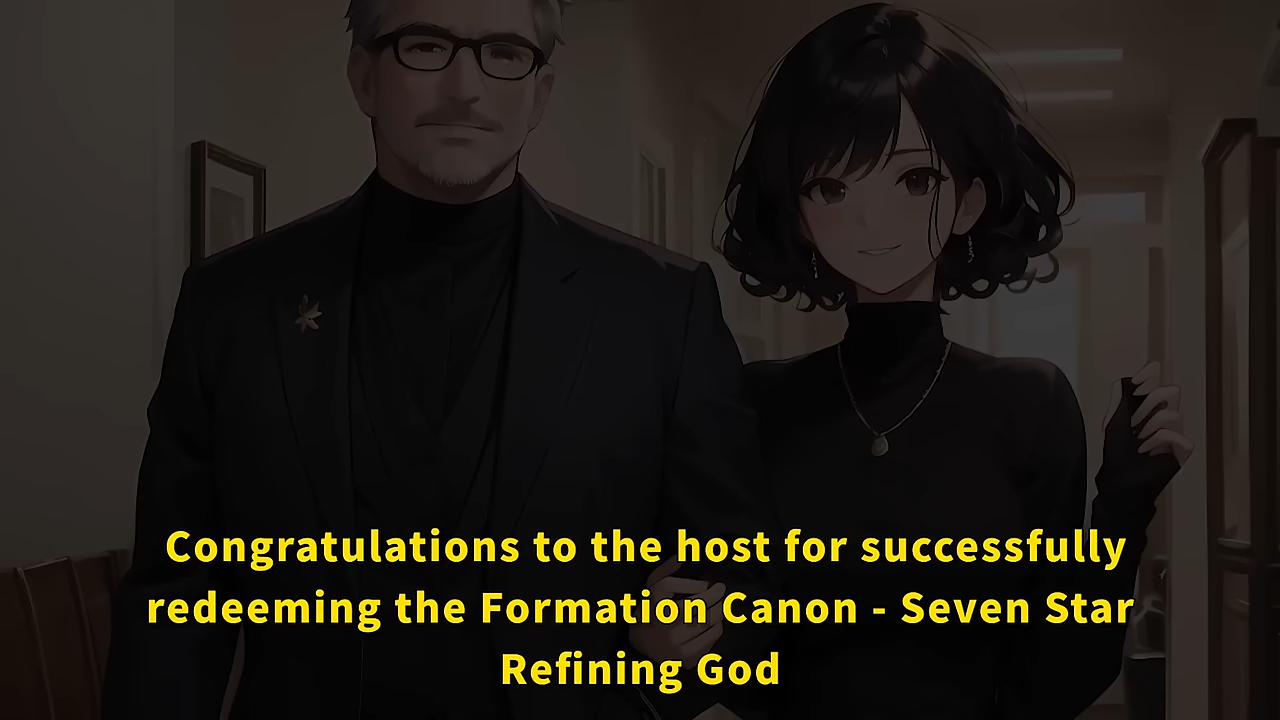 Congratulations to the host for successfully
redeeming the Formation Canon - Seven Star
Refining God